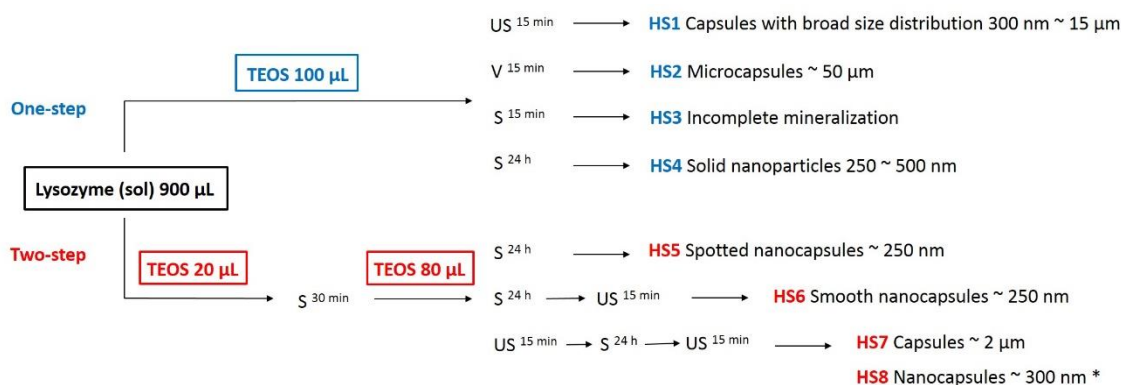 US 15 min HS1 Capsules with broad size distribution 300 nm ~ 15 µm
TEOS 100 µL
V 15 min HS2 Microcapsules ~ 50 µm
One-step
S 15 min HS3 Incomplete mineralization
S 24 h HS4 Solid nanoparticles 250 ~ 500 nm
Lysozyme (sol) 900 µL
Two-step
S 24 h HS5 Spotted nanocapsules ~ 250 nm
TEOS 20 µL TEOS 80 µL
S 30 min S 24 h US 15 min HS6 Smooth nanocapsules ~ 250 nm
US 15 min S 24 h US 15 min HS7 Capsules ~ 2 µm
HS8 Nanocapsules ~ 300 nm *